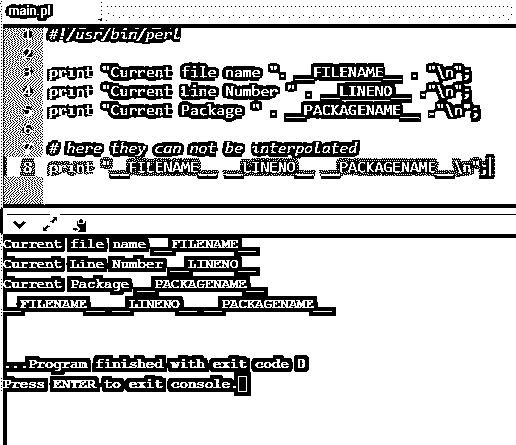 main.pl
1 #!/usr/bin/perl
2
3 print "Current file name ". __FILENAME__ . "\n";
4 print "Current Line Number " . __LINENO__ ."\n";
5 print "Current Package " . __PACKAGENAME__ ."\n";
6
7 # here they can not be interpolated
8 print "__FILENAME__ __LINENO__ __PACKAGENAME__\n";
Current file name __FILENAME__
Current Line Number __LINENO__
Current Package __PACKAGENAME__
__FILENAME__ __LINENO__ __PACKAGENAME__
...Program finished with exit code 0
Press ENTER to exit console.